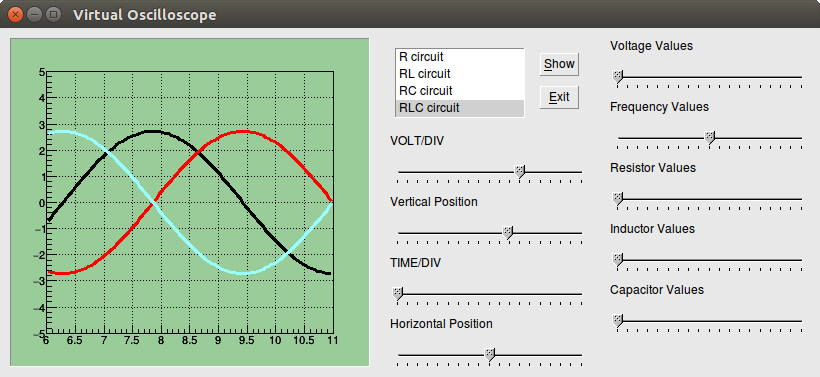 Virtual Oscilloscope
5
4
3
2
1
0
−1
−2
−3
−4
−5
6 6.5 7 7.5 8 8.5 9 9.5 10 10.5 11
R circuit
RL circuit
RC circuit
RLC circuit
Show
Exit
VOLT/DIV
Vertical Position
TIME/DIV
Horizontal Position
Voltage Values
Frequency Values
Resistor Values
Inductor Values
Capacitor Values